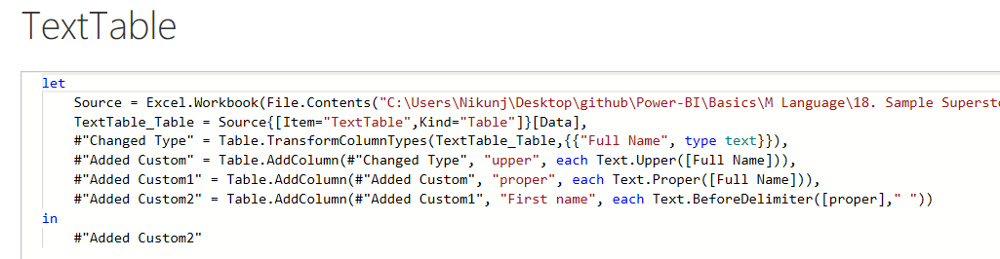 TextTable
let
Source = Excel.Workbook(File.Contents("C:\Users\Nikunj\Desktop\github\Power-BI\Basics\M Language\18. Sample Supersto
TextTable_Table = Source{[Item="TextTable",Kind="Table"]}[Data],
#"Changed Type" = Table.TransformColumnTypes(TextTable_Table,{{"Full Name", type text}}),
#"Added Custom" = Table.AddColumn(#"Changed Type", "upper", each Text.Upper([Full Name])),
#"Added Custom1" = Table.AddColumn(#"Added Custom", "proper", each Text.Proper([Full Name])),
#"Added Custom2" = Table.AddColumn(#"Added Custom1", "First name", each Text.BeforeDelimiter([proper]," "))
in
#"Added Custom2"